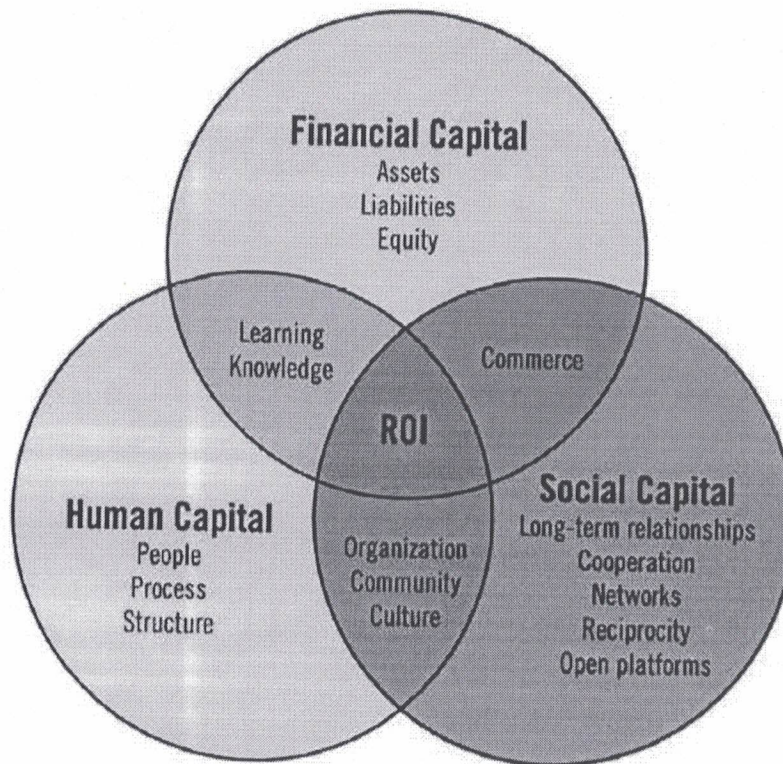 Financial Capital
Assets
Liabilities
Equity
Learning
Knowledge
Commerce
ROI
Human Capital
People
Process
Structure
Organization
Community
Culture
Social Capital
Long-term relationships
Cooperation
Networks
Reciprocity
Open platforms